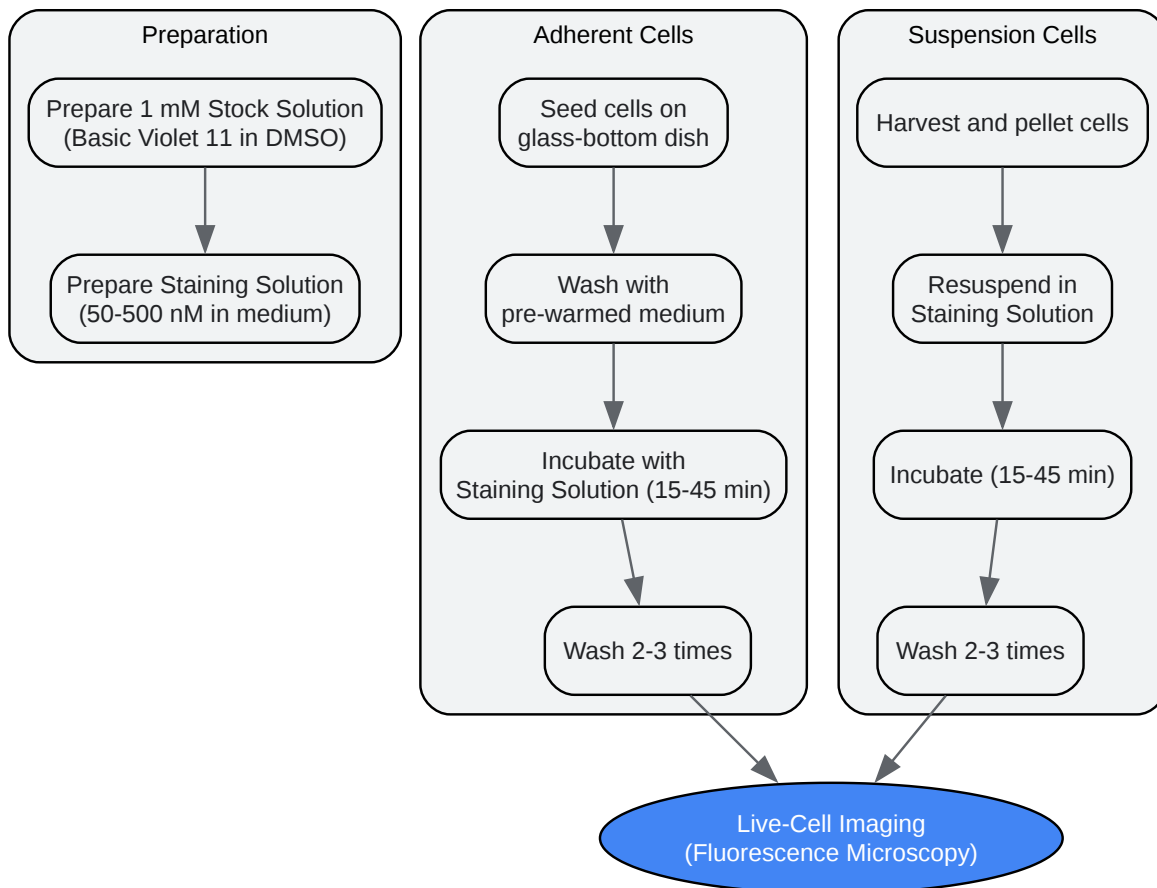 Preparation
Prepare 1 mM Stock Solution
(Basic Violet 11 in DMSO)
Prepare Staining Solution
(50-500 nM in medium)
Adherent Cells
Seed cells on
glass-bottom dish
Wash with
pre-warmed medium
Incubate with
Staining Solution (15-45 min)
Wash 2-3 times
Suspension Cells
Harvest and pellet cells
Resuspend in
Staining Solution
Incubate (15-45 min)
Wash 2-3 times
Live-Cell Imaging
(Fluorescence Microscopy)